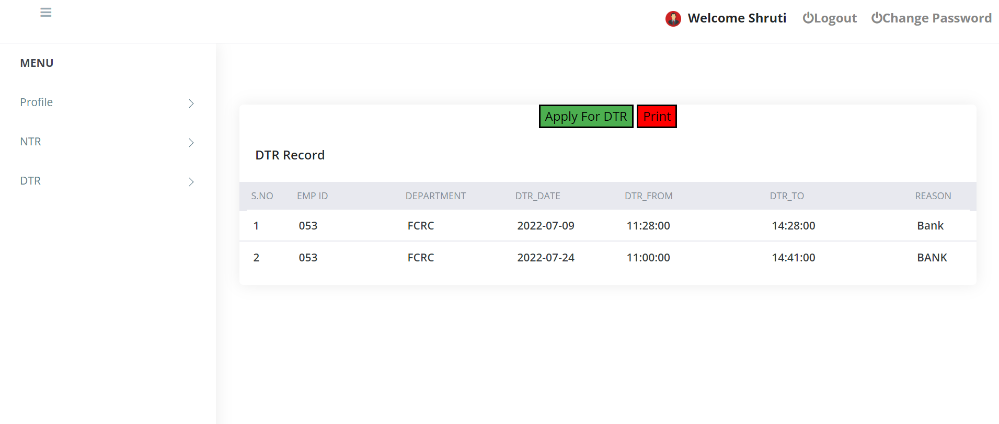 Welcome Shruti Logout Change Password
MENU
Profile
NTR
DTR
Apply For DTR Print
DTR Record
S.NO EMP ID DEPARTMENT DTR_DATE DTR_FROM DTR_TO REASON
1 053 FCRC 2022-07-09 11:28:00 14:28:00 Bank
2 053 FCRC 2022-07-24 11:00:00 14:41:00 BANK